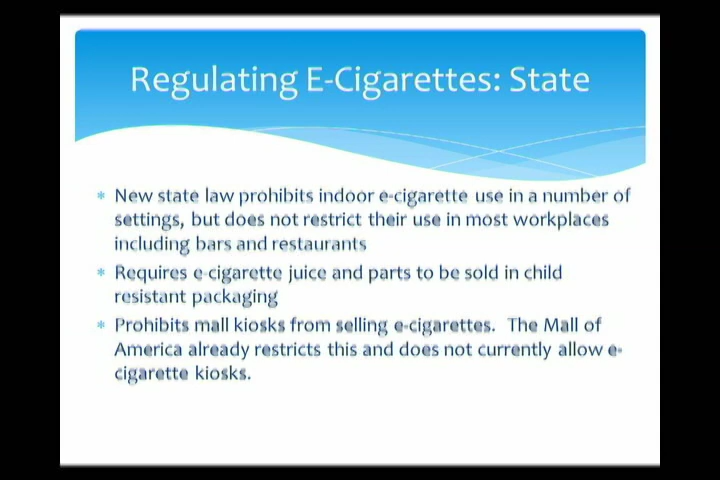 Regulating E-Cigarettes: State
* New state law prohibits indoor e-cigarette use in a number of
settings, but does not restrict their use in most workplaces
including bars and restaurants
* Requires e-cigarette juice and parts to be sold in child
resistant packaging
* Prohibits mall kiosks from selling e-cigarettes.  The Mall of
America already restricts this and does not currently allow e-
cigarette kiosks.